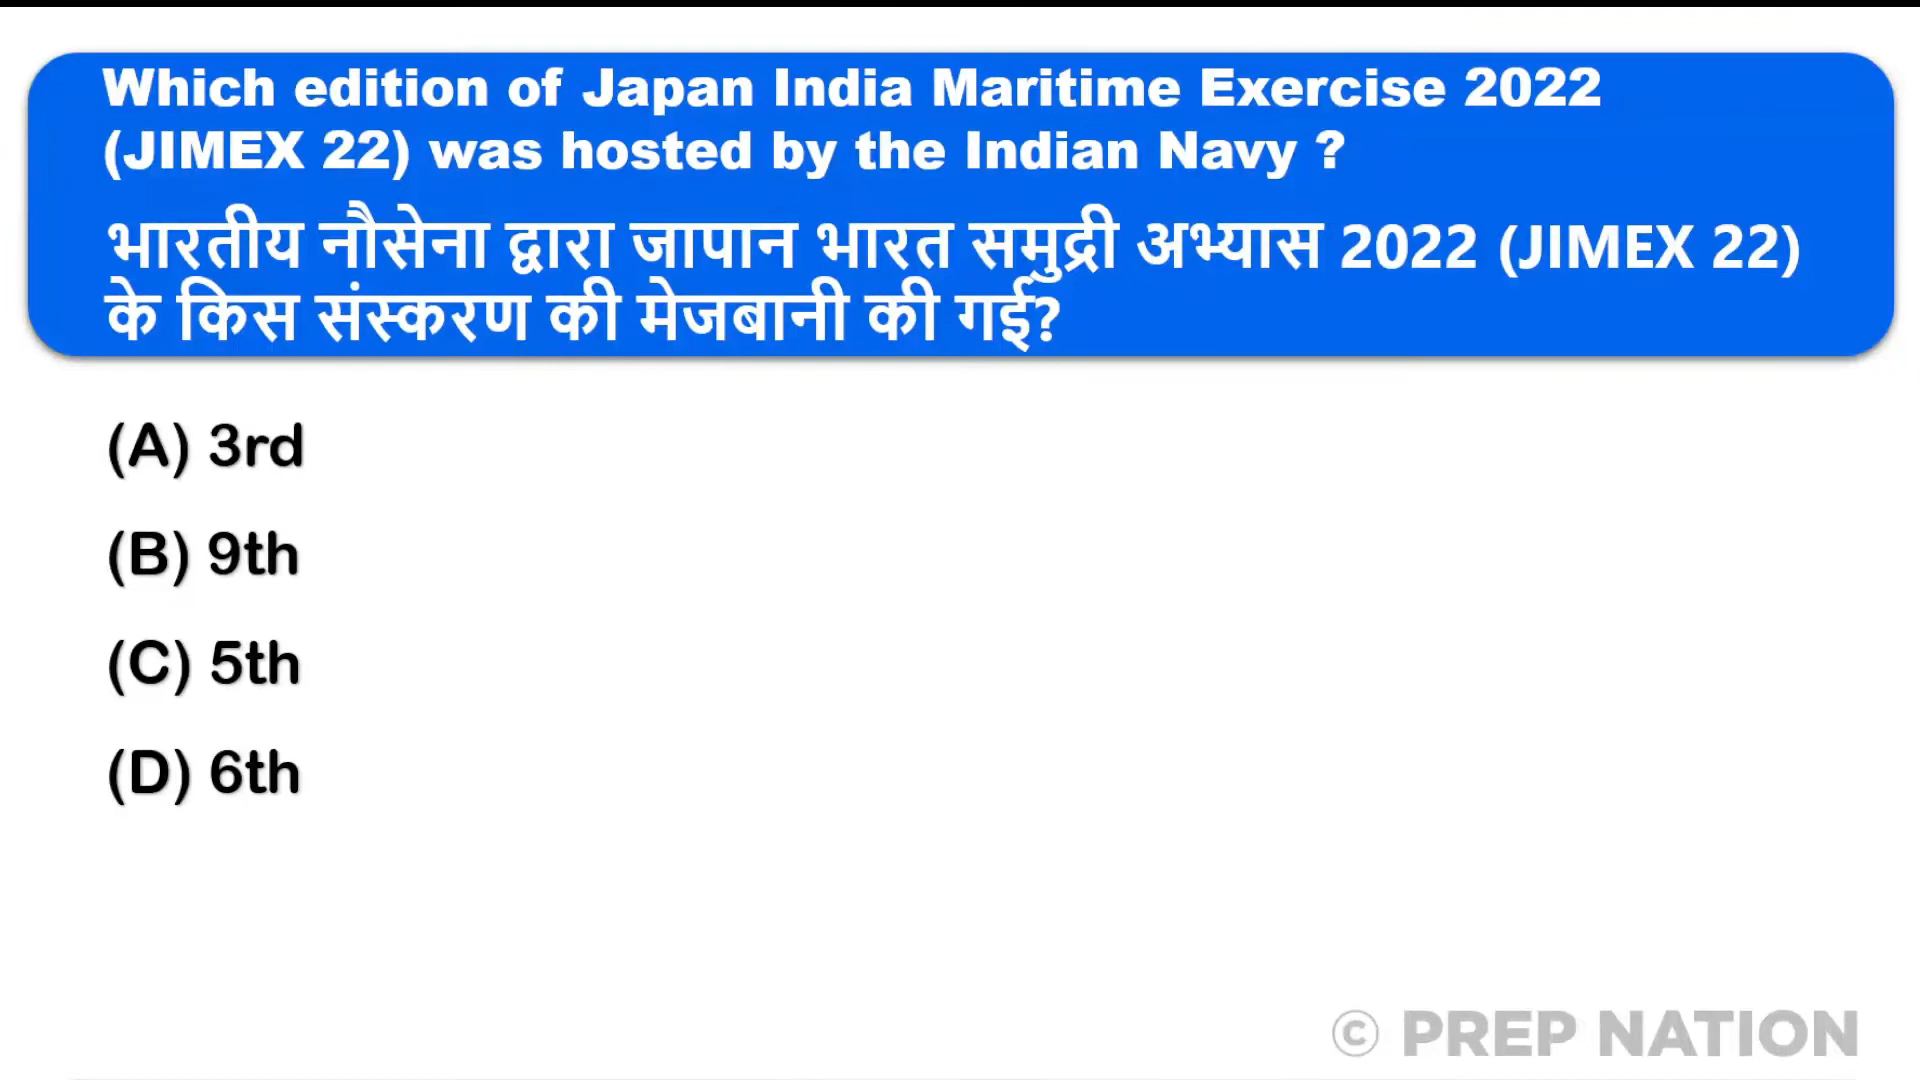 Which edition of Japan India Maritime Exercise 2022
(JIMEX 22) was hosted by the Indian Navy ?
भारतीय नौसेना द्वारा जापान भारत समुद्री अभ्यास 2022 (JIMEX 22)
के किस संस्करण की मेजबानी की गई?
(A) 3rd
(B) 9th
(C) 5th
(D) 6th
© PREP NATION